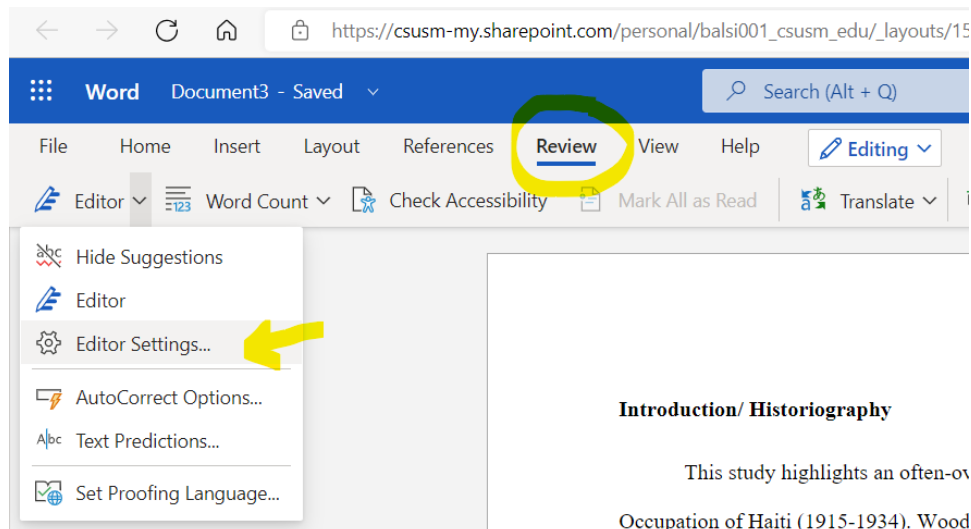 https://csusm-my.sharepoint.com/personal/balsi001_csusm_edu/_layouts/15
Word Document3 - Saved Search (Alt + Q)
File Home Insert Layout References Review View Help Editing
Editor 123 Word Count Check Accessibility Mark All as Read Translate
abc Hide Suggestions
Editor
Editor Settings...
AutoCorrect Options...
Abc Text Predictions...
Set Proofing Language...
Introduction/ Historiography
This study highlights an often-ov
Occupation of Haiti (1915-1934). Wood